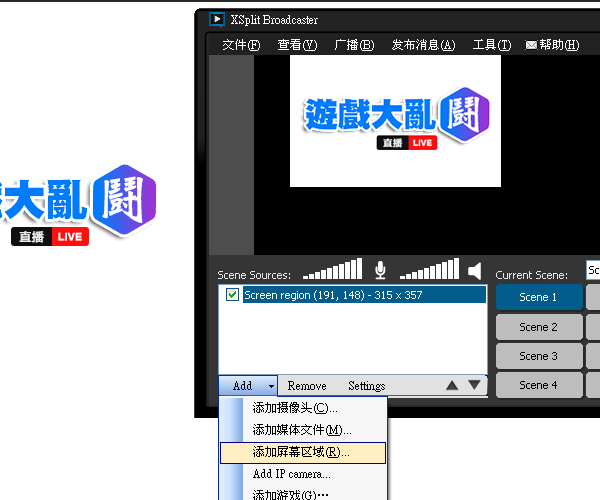 XSplit Broadcaster
文件(F) 查看(V) 广播(B) 发布消息(A) 工具(T) 帮助(H)
遊戲大亂鬪
直播 LIVE
戲大亂鬪
直播 LIVE
Scene Sources:
Current Scene:
Screen region (191, 148) - 315 x 357
Scene 1
Scene 2
Scene 3
Scene 4
Add Remove Settings
添加摄像头(C)...
添加媒体文件(M)...
添加屏幕区域(R)...
Add IP camera...
添加游戏(G)...